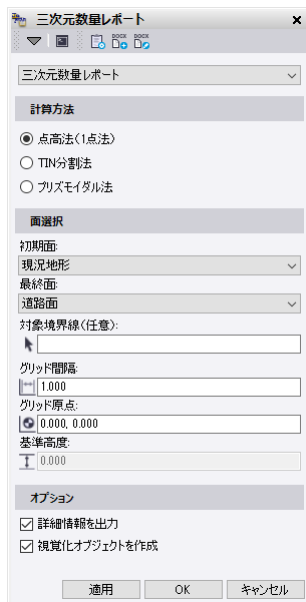 三次元数量レポート
DOCX DOCX
三次元数量レポート
計算方法
点高法(1点法)
TIN分割法
プリズモイダル法
面選択
初期面:
現況地形
最終面:
道路面
対象境界線(任意):
グリッド間隔:
1.000
グリッド原点:
0.000, 0.000
基準高度:
0.000
オプション
詳細情報を出力
視覚化オブジェクトを作成
適用 OK キャンセル